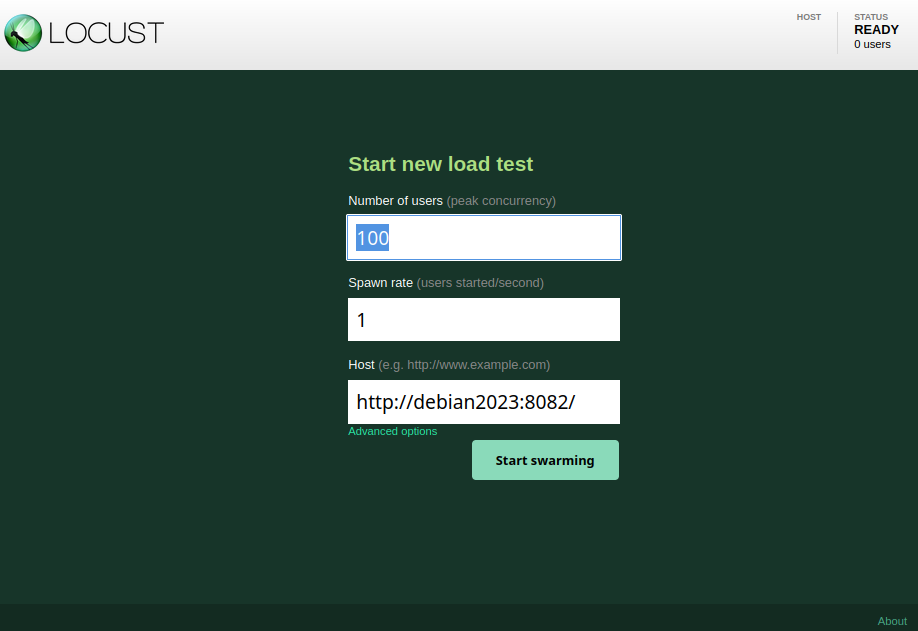 LOCUST
HOST
STATUS
READY
0 users
Start new load test
Number of users (peak concurrency)
100
Spawn rate (users started/second)
1
Host (e.g. http://www.example.com)
http://debian2023:8082/
Advanced options
Start swarming
About